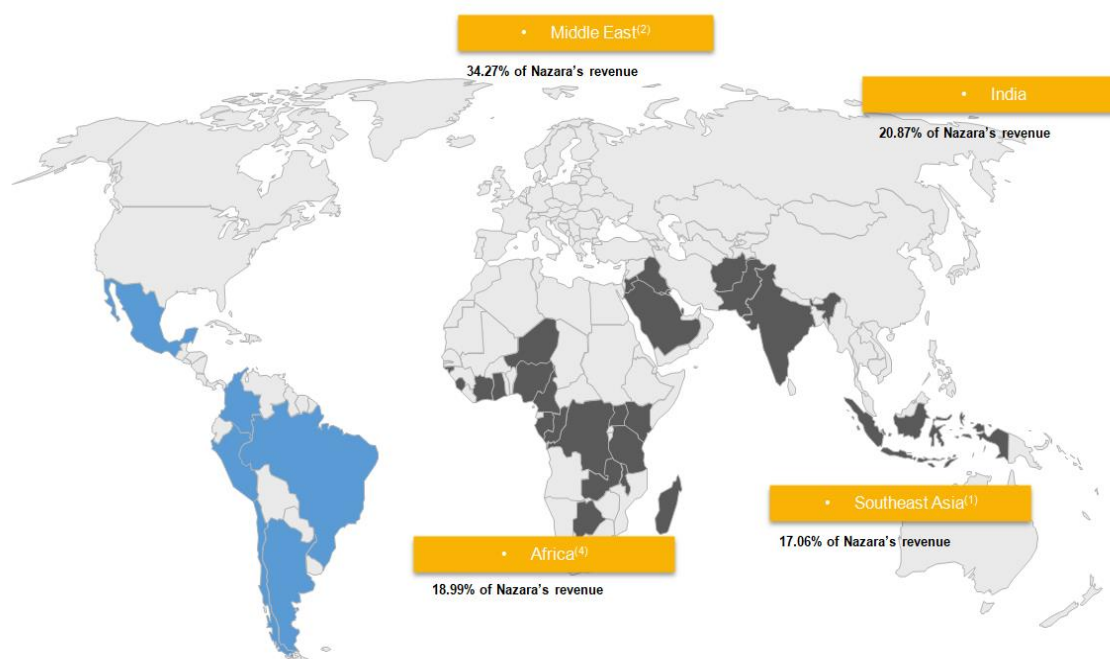 • Middle East(2)
34.27% of Nazara's revenue
• India
20.87% of Nazara's revenue
• Southeast Asia(1)
17.06% of Nazara's revenue
• Africa(4)
18.99% of Nazara's revenue